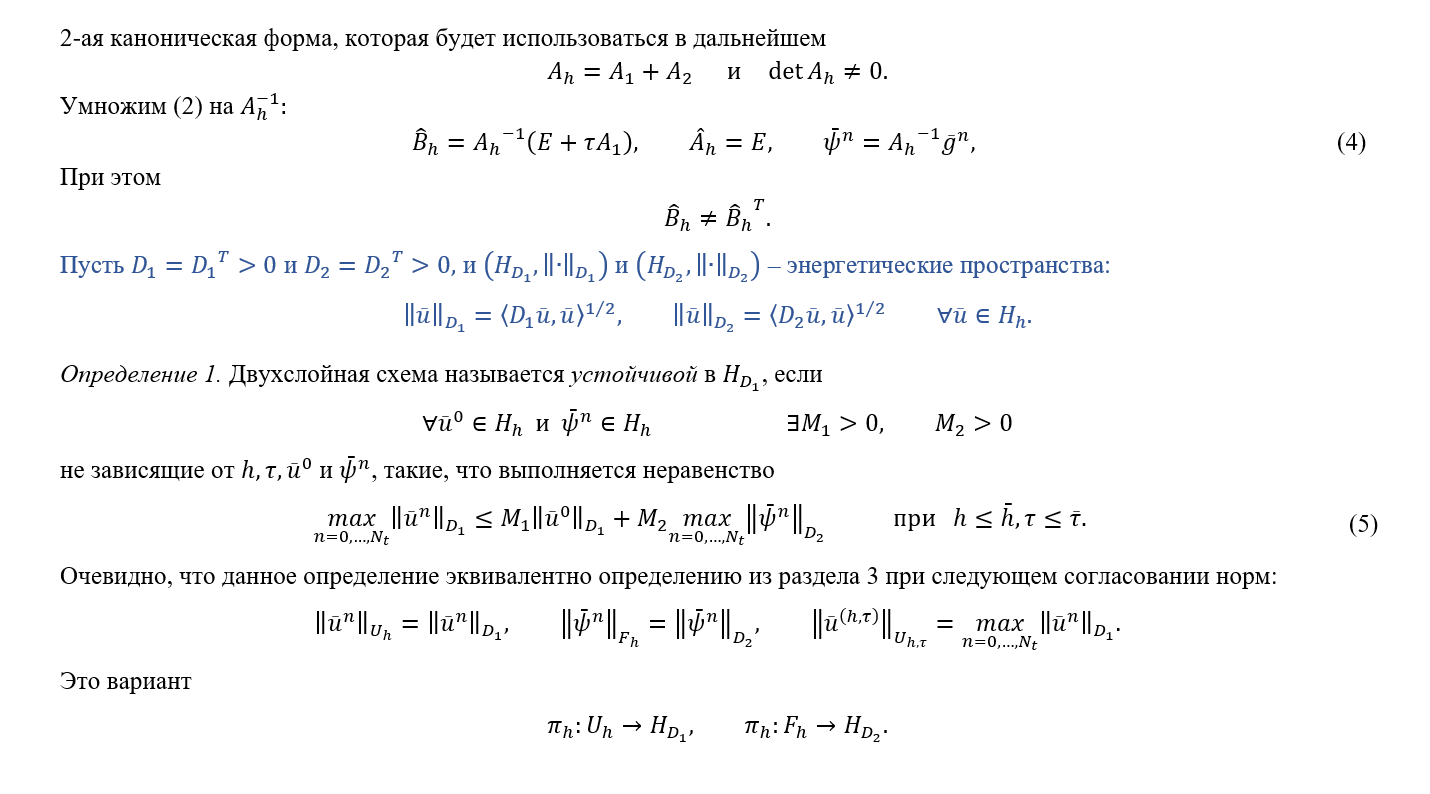 2-ая каноническая форма, которая будет использоваться в дальнейшем
A_h = A_1 + A_2 и det A_h ≠ 0.
Умножим (2) на A_h^{-1}:
B̂_h = A_h^{-1}(E + τA_1), Â_h = E, ψ̄^n = A_h^{-1}ḡ^n, (4)
При этом
B̂_h ≠ B̂_h^T.
Пусть D_1 = D_1^T > 0 и D_2 = D_2^T > 0, и (H_{D_1}, ‖·‖_{D_1}) и (H_{D_2}, ‖·‖_{D_2}) – энергетические пространства:
‖ū‖_{D_1} = ⟨D_1ū, ū⟩^{1/2}, ‖ū‖_{D_2} = ⟨D_2ū, ū⟩^{1/2} ∀ū ∈ H_h.
Определение 1. Двухслойная схема называется устойчивой в H_{D_1}, если
∀ū^0 ∈ H_h и ψ̄^n ∈ H_h ∃M_1 > 0, M_2 > 0
не зависящие от h, τ, ū^0 и ψ̄^n, такие, что выполняется неравенство
max_{n=0,…,N_t} ‖ū^n‖_{D_1} ≤ M_1‖ū^0‖_{D_1} + M_2 max_{n=0,…,N_t} ‖ψ̄^n‖_{D_2} при h ≤ h̄, τ ≤ τ̄. (5)
Очевидно, что данное определение эквивалентно определению из раздела 3 при следующем согласовании норм:
‖ū^n‖_{U_h} = ‖ū^n‖_{D_1}, ‖ψ̄^n‖_{F_h} = ‖ψ̄^n‖_{D_2}, ‖ū^{(h,τ)}‖_{U_{h,τ}} = max_{n=0,…,N_t} ‖ū^n‖_{D_1}.
Это вариант
π_h: U_h → H_{D_1}, π_h: F_h → H_{D_2}.